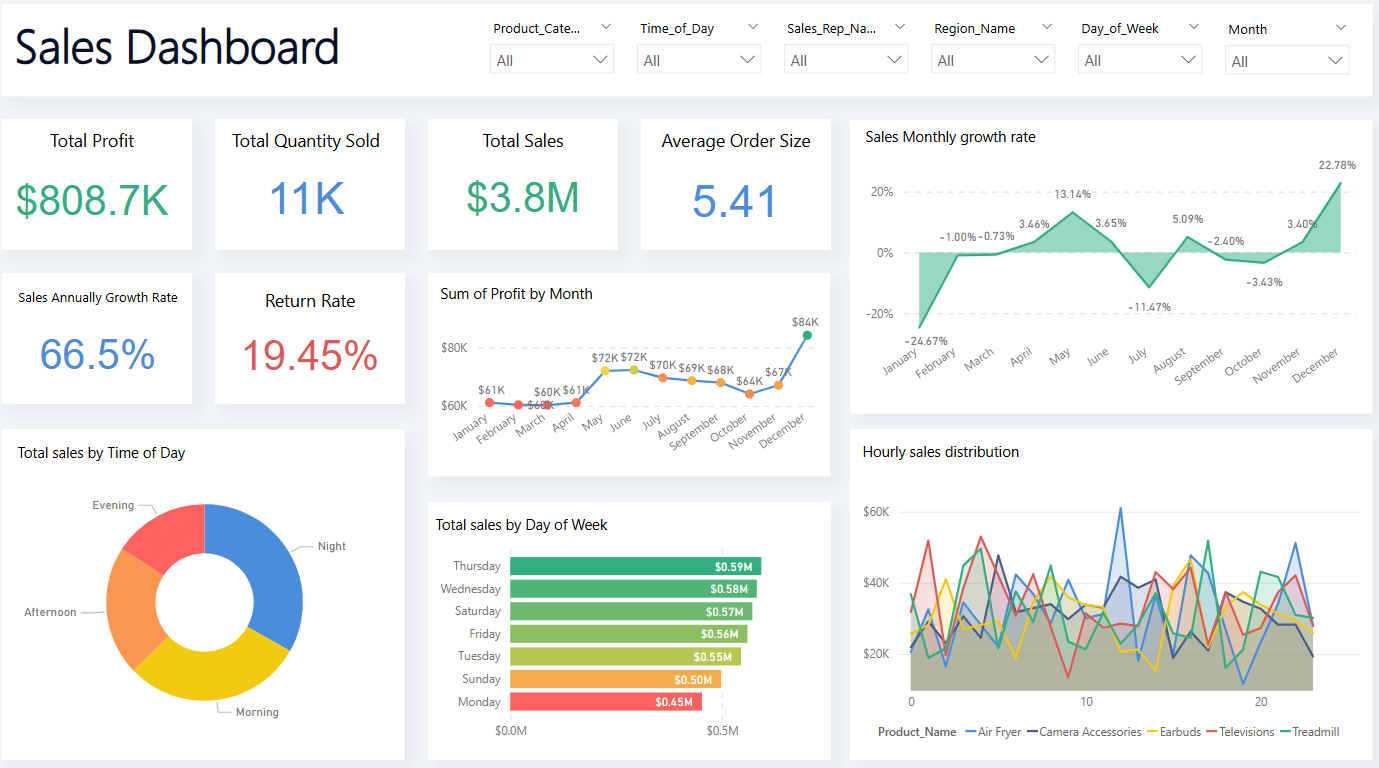 Sales Dashboard
Product_Cate...
Time_of_Day
Sales_Rep_Na...
Region_Name
Day_of_Week
Month
All
All
All
All
All
All
Total Profit
$808.7K
Total Quantity Sold
11K
Total Sales
$3.8M
Average Order Size
5.41
Sales Monthly growth rate
20%
0%
-20%
-24.67%
-1.00%
-0.73%
3.46%
13.14%
3.65%
-11.47%
5.09%
-2.40%
-3.43%
3.40%
22.78%
January
February
March
April
May
June
July
August
September
October
November
December
Sales Annually Growth Rate
66.5%
Return Rate
19.45%
Sum of Profit by Month
$80K
$60K
$61K
$60K
$60K
$61K
$72K
$72K
$70K
$69K
$68K
$64K
$67K
$84K
January
February
March
April
May
June
July
August
September
October
November
December
Total sales by Time of Day
Evening
Night
Afternoon
Morning
Total sales by Day of Week
Thursday $0.59M
Wednesday $0.58M
Saturday $0.57M
Friday $0.56M
Tuesday $0.55M
Sunday $0.50M
Monday $0.45M
$0.0M $0.5M
Hourly sales distribution
$60K
$40K
$20K
0 10 20
Product_Name Air Fryer Camera Accessories Earbuds Televisions Treadmill